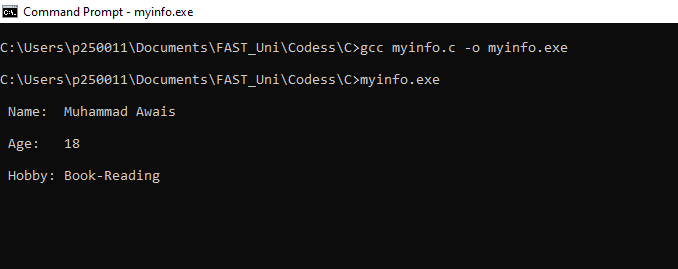 Command Prompt - myinfo.exe
C:\Users\p250011\Documents\FAST_Uni\Codess\C>gcc myinfo.c -o myinfo.exe
C:\Users\p250011\Documents\FAST_Uni\Codess\C>myinfo.exe
Name:  Muhammad Awais
Age:   18
Hobby: Book-Reading